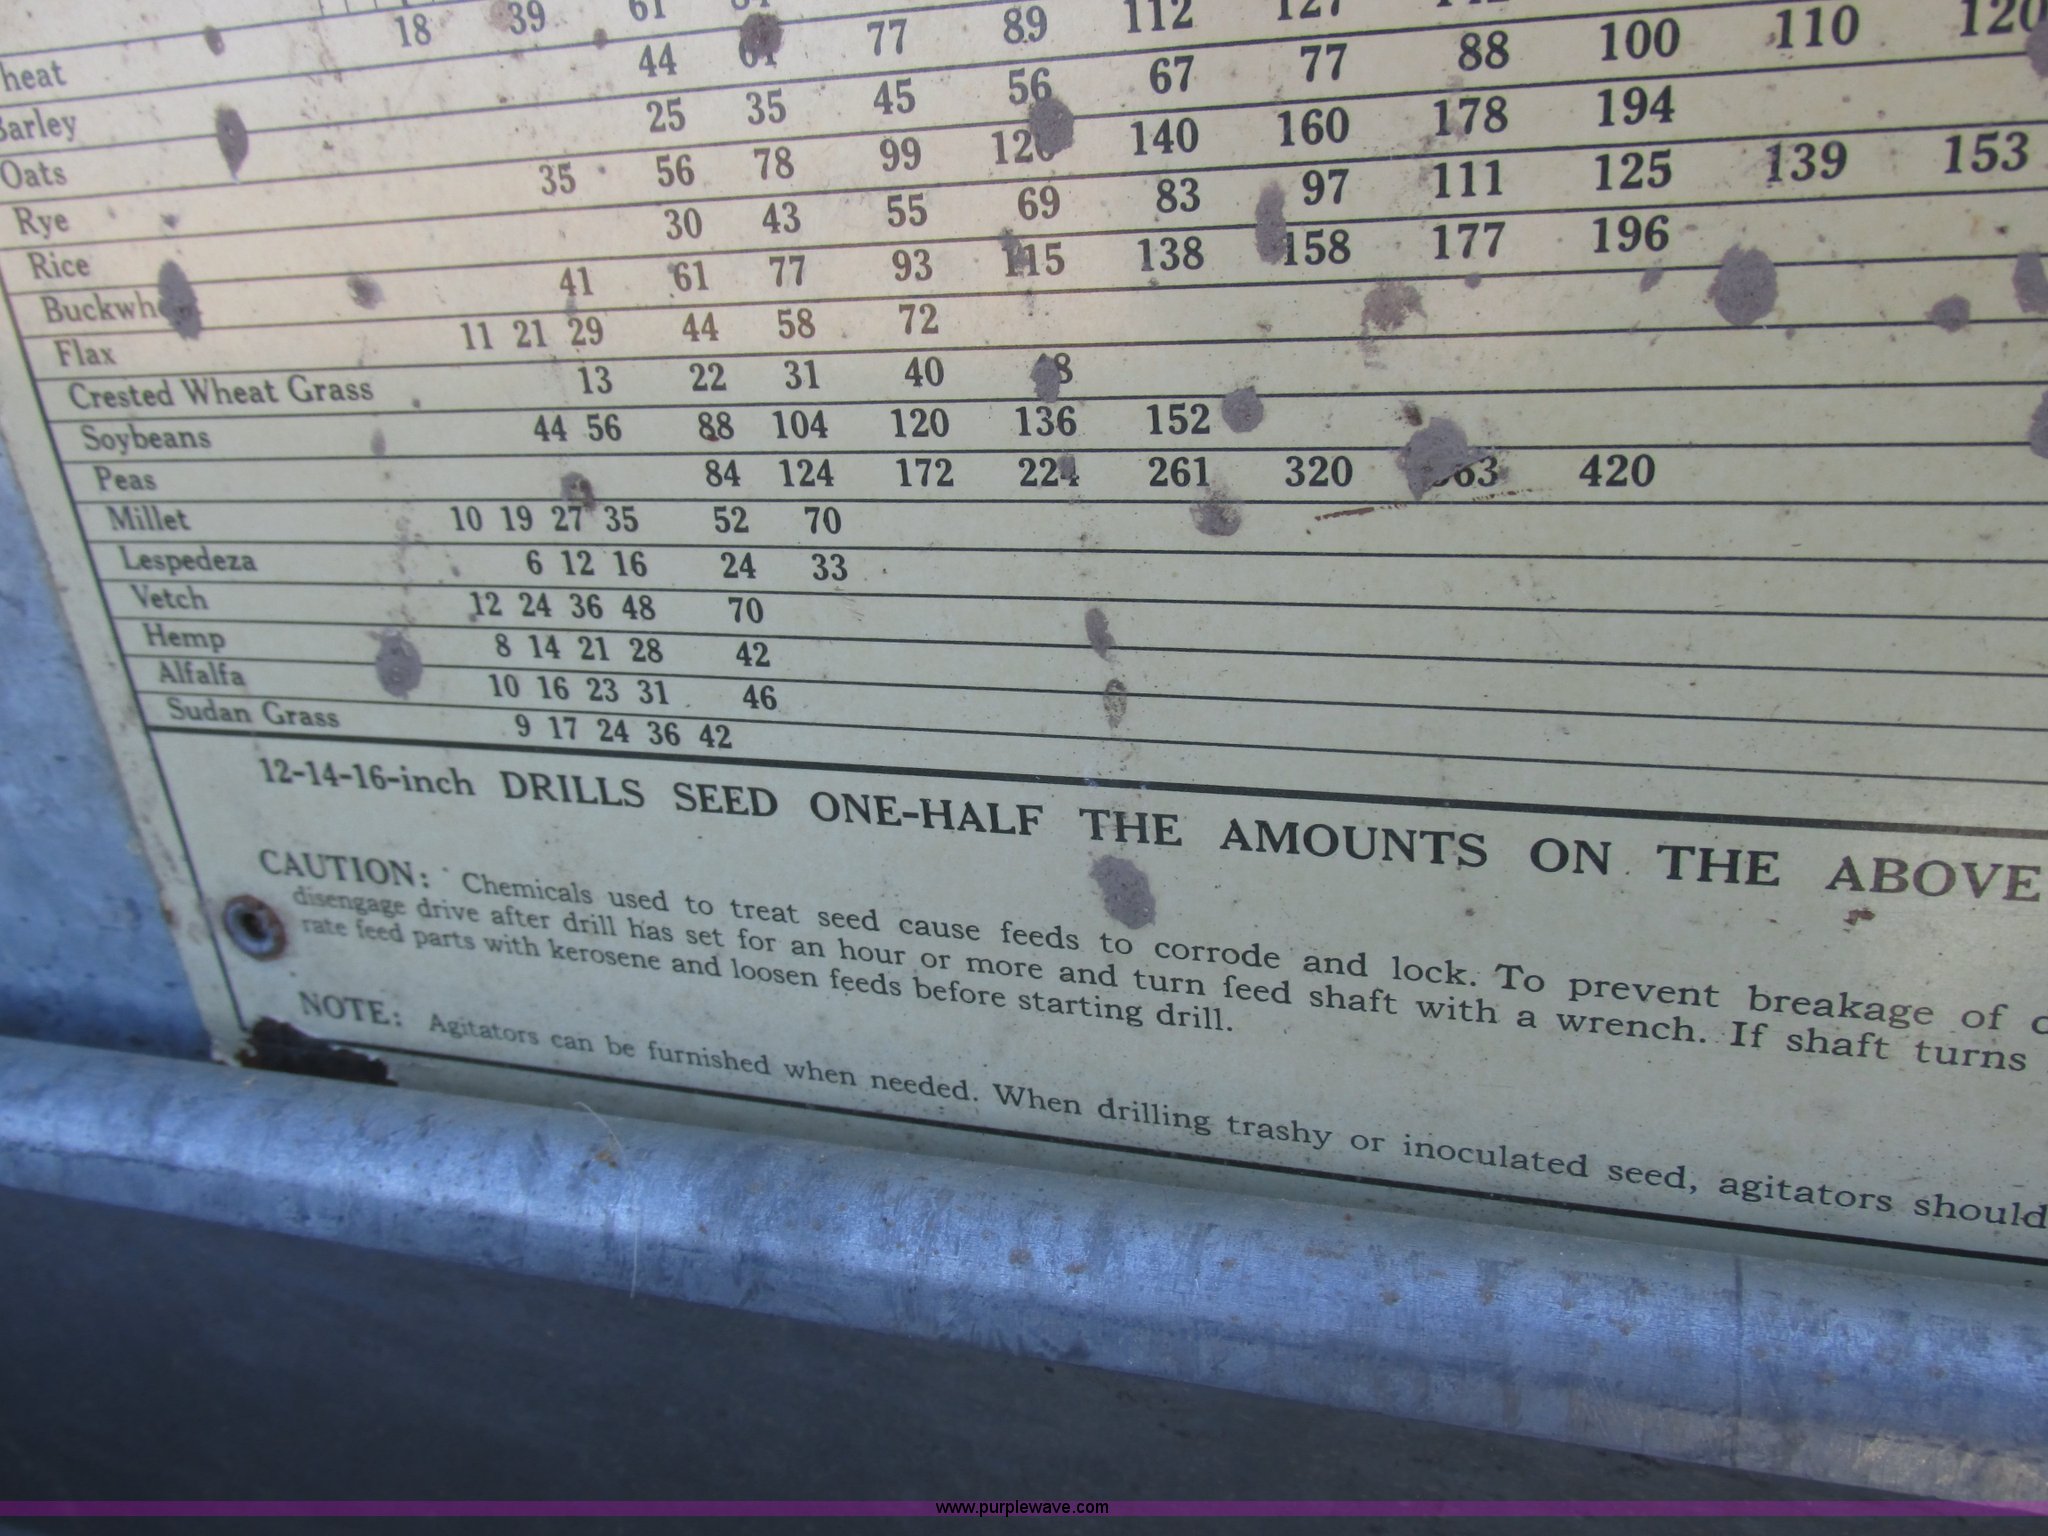 heat 18 39 61 112 127
Barley 44 77 89 67 77 88 100 110 120
Oats 25 35 45 56 140 160 178 194
Rye 35 56 78 99 83 97 111 125 139 153
Rice 30 43 55 69 138 158 177 196
Buckwh 41 61 77 93 115
Flax 11 21 29 44 58 72
Crested Wheat Grass 13 22 31 40
Soybeans 44 56 88 104 120 136 152
Peas 84 124 172 224 261 320 420
Millet 10 19 27 35 52 70
Lespedeza 6 12 16 24 33
Vetch 12 24 36 48 70
Hemp 8 14 21 28 42
Alfalfa 10 16 23 31 46
Sudan Grass 9 17 24 36 42
12-14-16-inch DRILLS SEED ONE-HALF THE AMOUNTS ON THE ABOVE
CAUTION: Chemicals used to treat seed cause feeds to corrode and lock. To prevent breakage of
disengage drive after drill has set for an hour or more and turn feed shaft with a wrench. If shaft turns
rate feed parts with kerosene and loosen feeds before starting drill.
NOTE: Agitators can be furnished when needed. When drilling trashy or inoculated seed, agitators should
www.purplewave.com